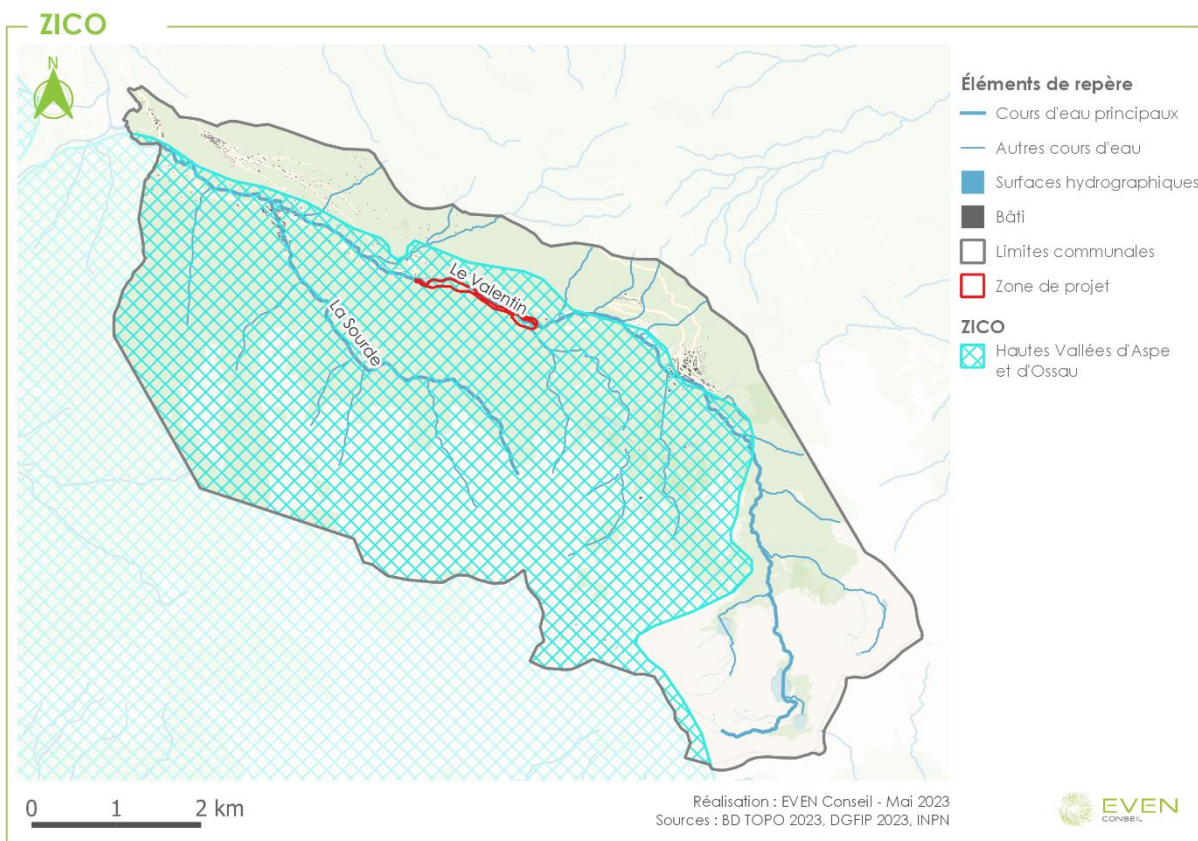 ZICO
N
Le Valentin
La Sourde
Éléments de repère
Cours d'eau principaux
Autres cours d'eau
Surfaces hydrographiques
Bâti
Limites communales
Zone de projet
ZICO
Hautes Vallées d'Aspe
et d'Ossau
0 1 2 km
Réalisation : EVEN Conseil - Mai 2023
Sources : BD TOPO 2023, DGFIP 2023, INPN
EVEN
CONSEIL